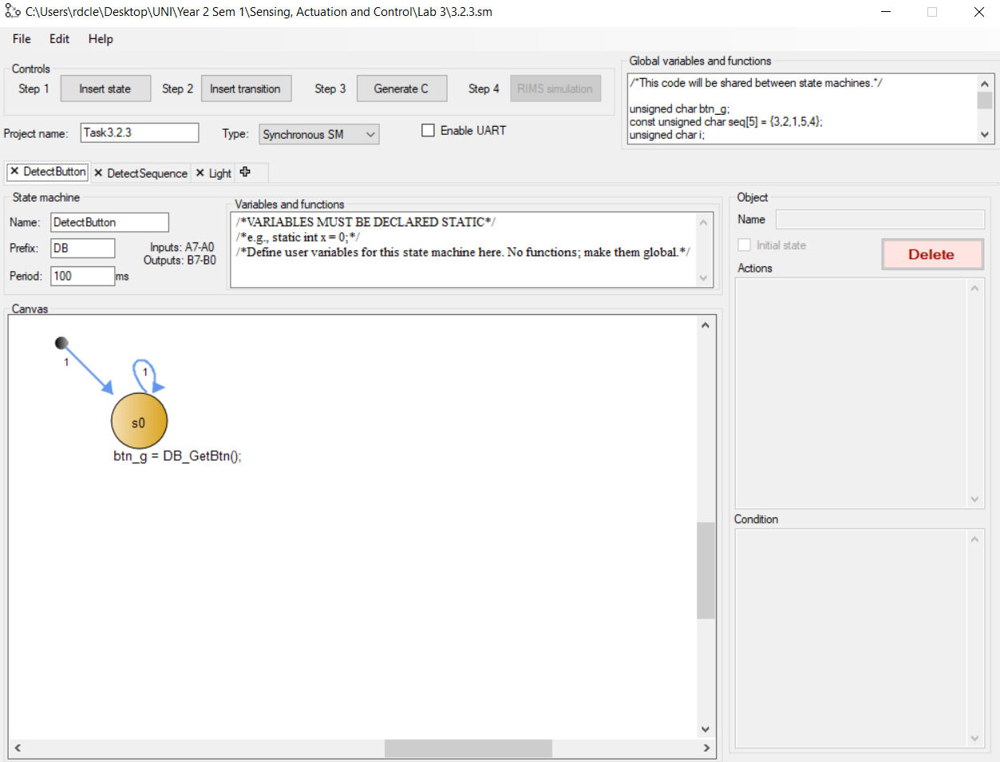 C:\Users\rdcle\Desktop\UNI\Year 2 Sem 1\Sensing, Actuation and Control\Lab 3\3.2.3.sm
File Edit Help
Controls
Step 1 Insert state Step 2 Insert transition Step 3 Generate C Step 4 RIMS simulation
Global variables and functions
/*This code will be shared between state machines.*/
unsigned char btn_g;
const unsigned char seq[5] = {3,2,1,5,4};
unsigned char i;
Project name: Task3.2.3 Type: Synchronous SM Enable UART
DetectButton DetectSequence Light
State machine
Name: DetectButton
Prefix: DB
Inputs: A7-A0
Outputs: B7-B0
Period: 100 ms
Variables and functions
/*VARIABLES MUST BE DECLARED STATIC*/
/*e.g., static int x = 0;*/
/*Define user variables for this state machine here. No functions; make them global.*/
Object
Name
Initial state
Delete
Actions
Condition
Canvas
1
1
s0
btn_g = DB_GetBtn();